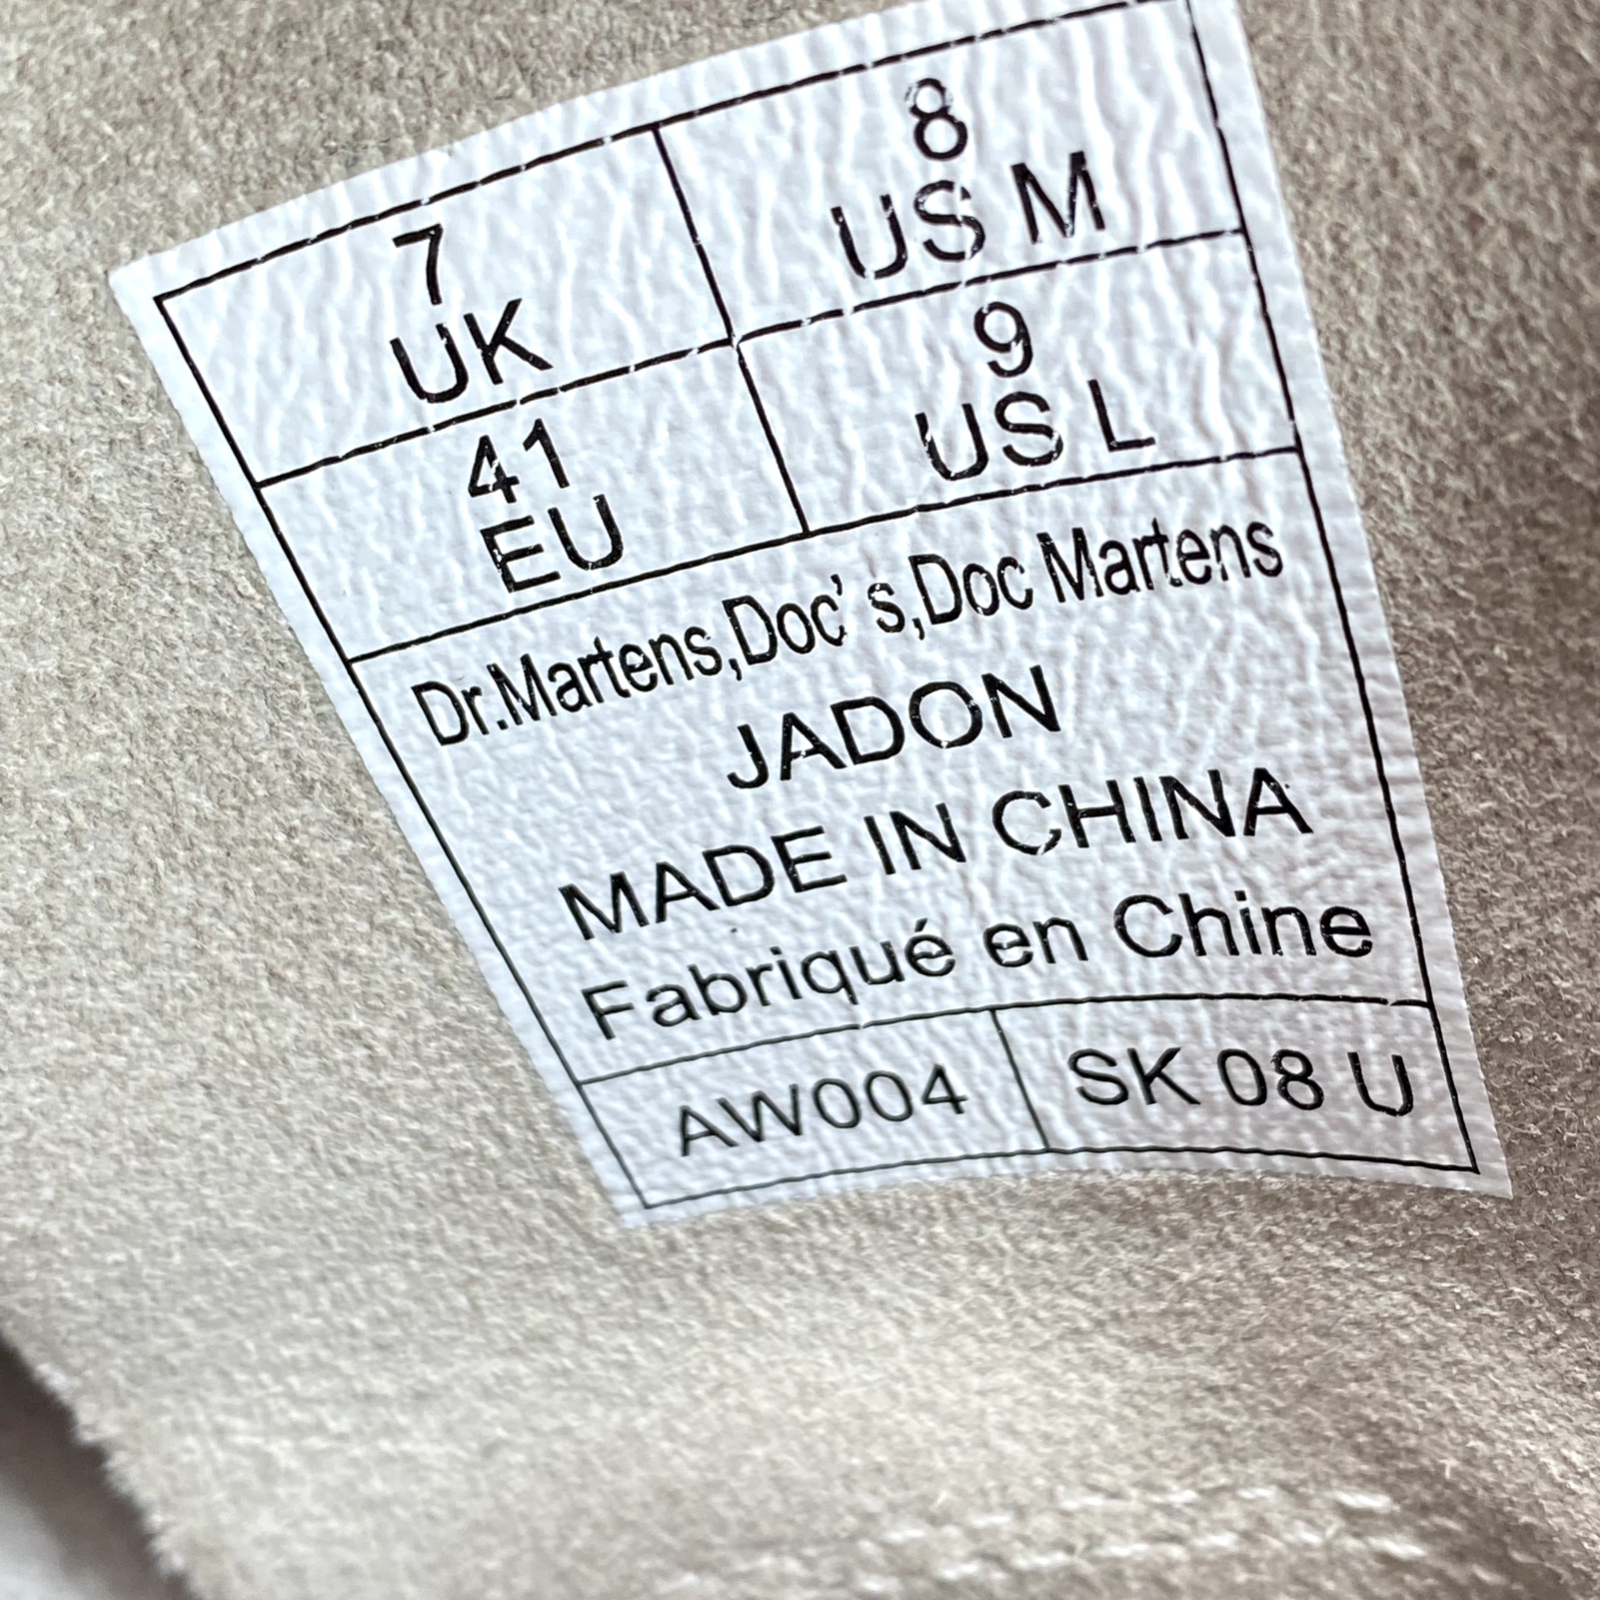 7 UK
8 US M
41 EU
9 US L
Dr.Martens,Doc's,Doc Martens
JADON
MADE IN CHINA
Fabriqué en Chine
AW004
SK 08 U